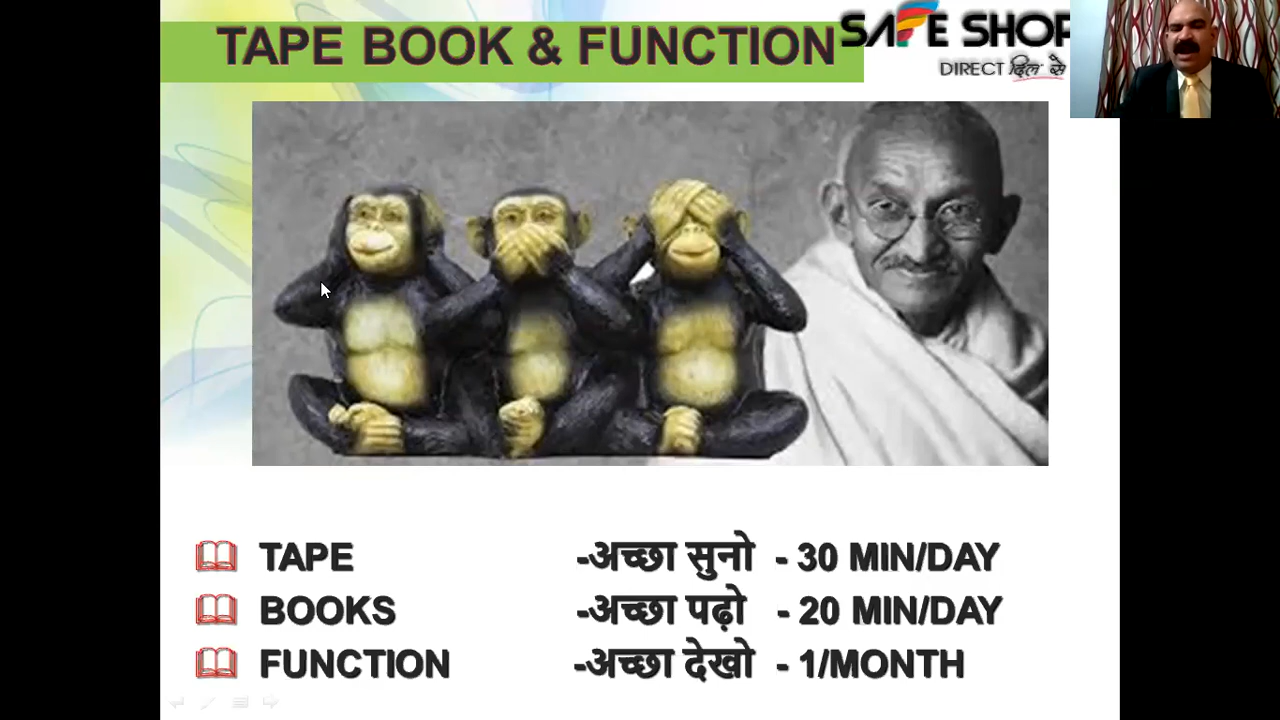 TAPE BOOK & FUNCTION
SAFE SHOP
DIRECT दिल से
TAPE -अच्छा सुनो - 30 MIN/DAY
BOOKS -अच्छा पढ़ो - 20 MIN/DAY
FUNCTION -अच्छा देखो - 1/MONTH